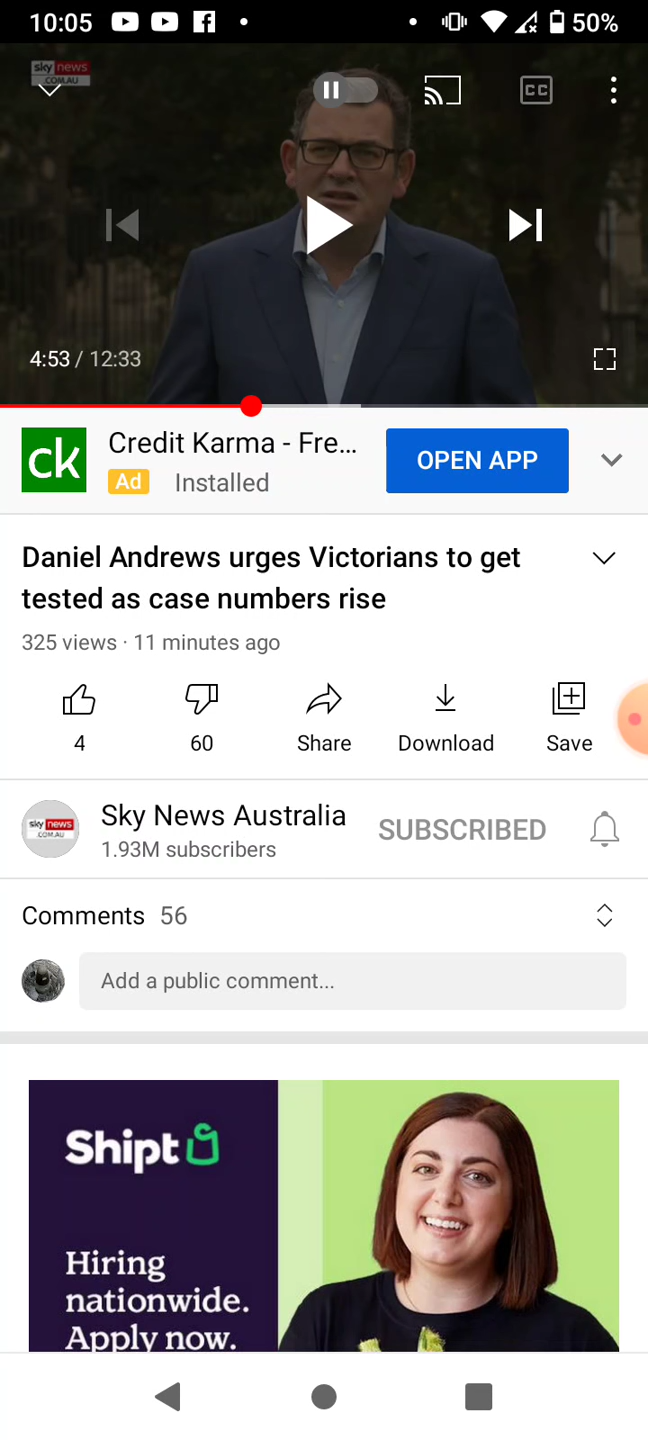 10:05
50%
sky news
.COM.AU
CC
4:53 / 12:33
ck
Credit Karma - Fre...
OPEN APP
Ad Installed
Daniel Andrews urges Victorians to get
tested as case numbers rise
325 views · 11 minutes ago
4
60
Share
Download
Save
sky news
.COM.AU
Sky News Australia
SUBSCRIBED
1.93M subscribers
Comments 56
Add a public comment...
Shipt
Hiring
nationwide.
Apply now.